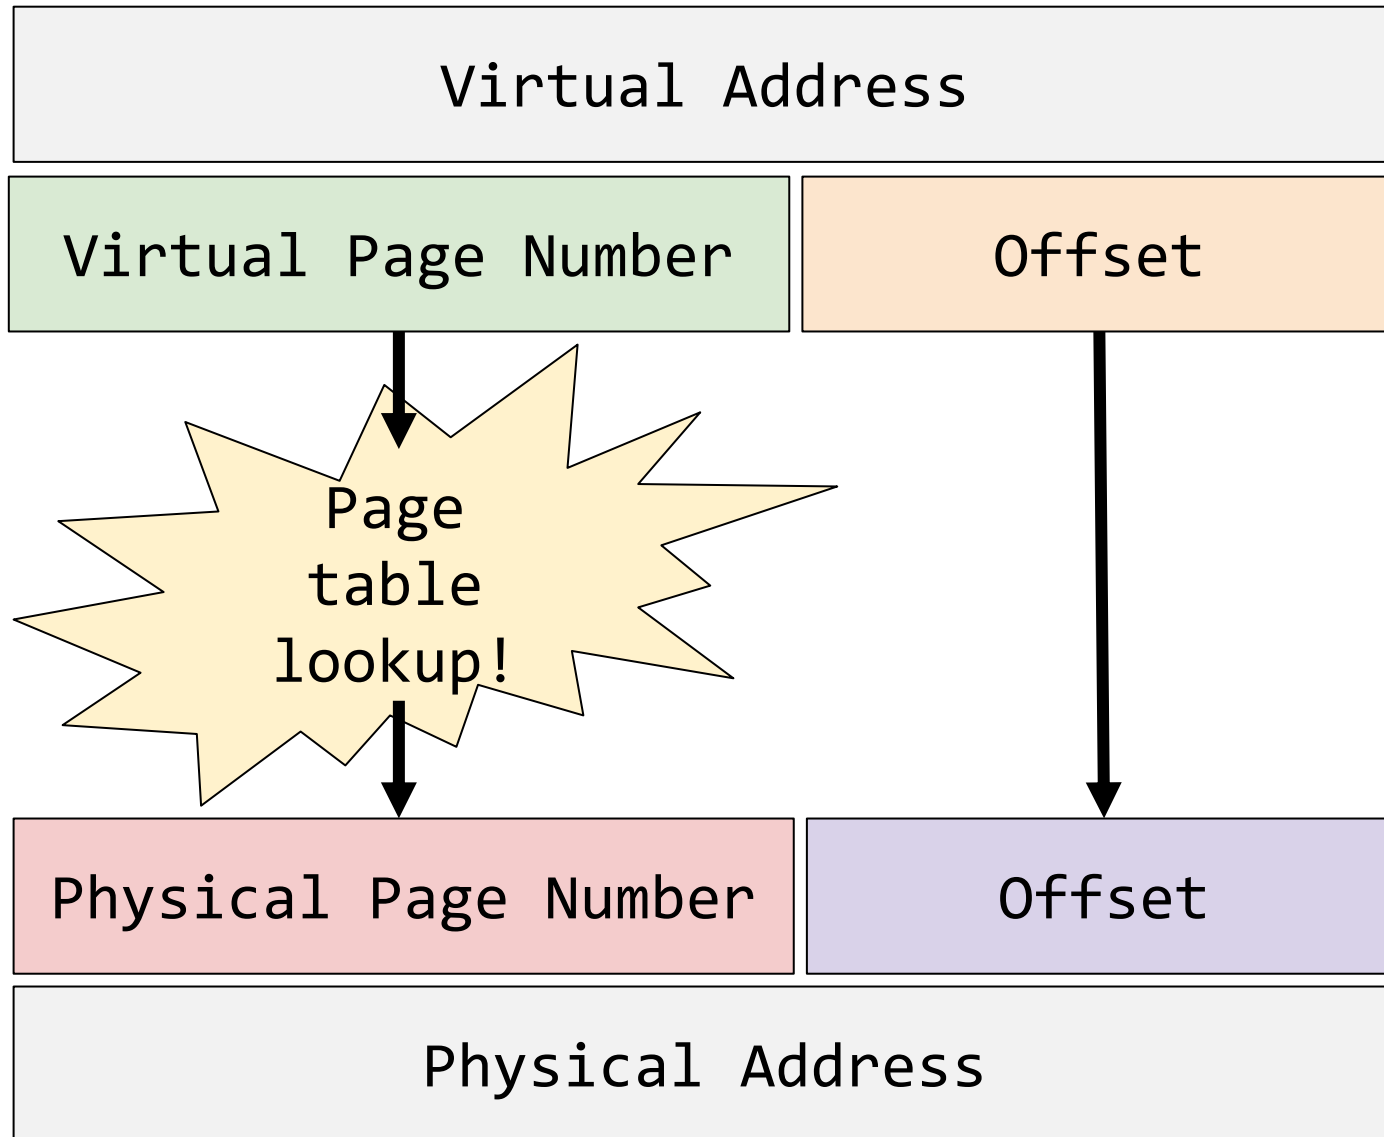 Virtual Address
Virtual Page Number
Offset
Page
table
lookup!
Physical Page Number
Offset
Physical Address